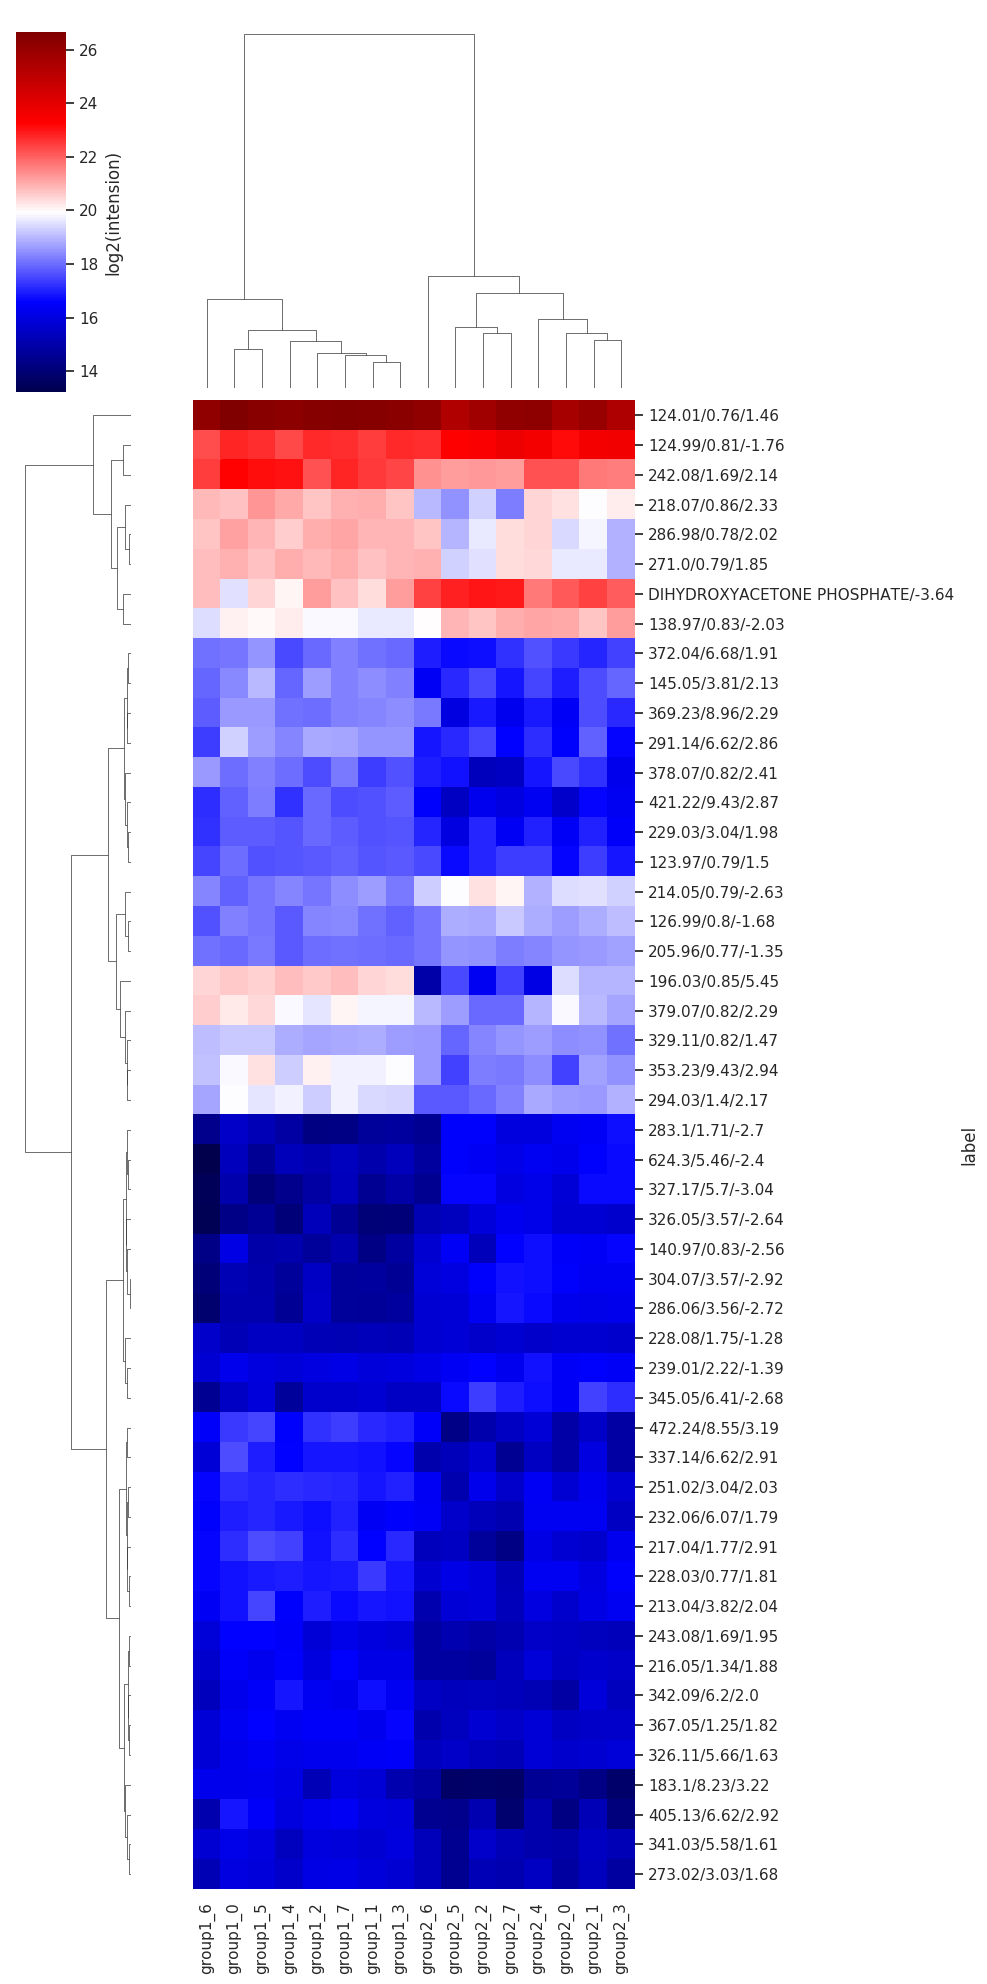 26
24
22
20
18
16
14
log2(intension)
124.01/0.76/1.46
124.99/0.81/-1.76
242.08/1.69/2.14
218.07/0.86/2.33
286.98/0.78/2.02
271.0/0.79/1.85
DIHYDROXYACETONE PHOSPHATE/-3.64
138.97/0.83/-2.03
372.04/6.68/1.91
145.05/3.81/2.13
369.23/8.96/2.29
291.14/6.62/2.86
378.07/0.82/2.41
421.22/9.43/2.87
229.03/3.04/1.98
123.97/0.79/1.5
214.05/0.79/-2.63
126.99/0.8/-1.68
205.96/0.77/-1.35
196.03/0.85/5.45
379.07/0.82/2.29
329.11/0.82/1.47
353.23/9.43/2.94
294.03/1.4/2.17
283.1/1.71/-2.7
624.3/5.46/-2.4
327.17/5.7/-3.04
326.05/3.57/-2.64
140.97/0.83/-2.56
304.07/3.57/-2.92
286.06/3.56/-2.72
228.08/1.75/-1.28
239.01/2.22/-1.39
345.05/6.41/-2.68
472.24/8.55/3.19
337.14/6.62/2.91
251.02/3.04/2.03
232.06/6.07/1.79
217.04/1.77/2.91
228.03/0.77/1.81
213.04/3.82/2.04
243.08/1.69/1.95
216.05/1.34/1.88
342.09/6.2/2.0
367.05/1.25/1.82
326.11/5.66/1.63
183.1/8.23/3.22
405.13/6.62/2.92
341.03/5.58/1.61
273.02/3.03/1.68
label
group1_6
group1_0
group1_5
group1_4
group1_2
group1_7
group1_1
group1_3
group2_6
group2_5
group2_2
group2_7
group2_4
group2_0
group2_1
group2_3